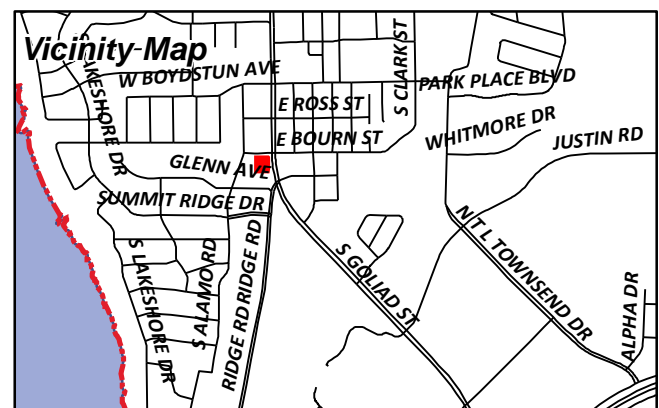 Vicinity Map
LAKESHORE DR
W BOYDSTUN AVE
S CLARK ST
PARK PLACE BLVD
E ROSS ST
E BOURN ST
WHITMORE DR
JUSTIN RD
GLENN AVE
SUMMIT RIDGE DR
S LAKESHORE DR
S ALAMO RD
RIDGE RD RIDGE RD
S GOLIAD ST
N T L TOWNSEND DR
ALPHA DR